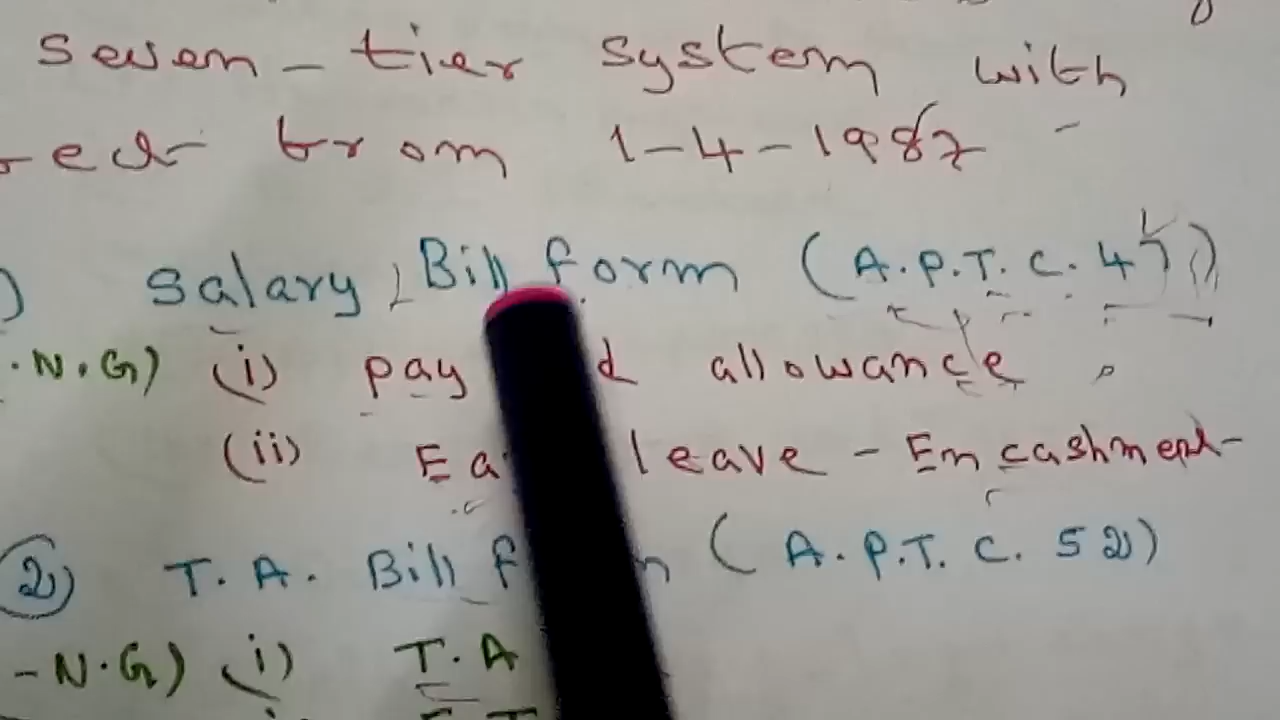 seven - tier system with
from 1-4-1987
) Salary Bill form (A.P.T.C. 47)
.N.G) (i) pay allowance
(ii) leave - Encashment
2) T.A. Bill (A.P.T.C. 52)
-N.G) (i) T.A